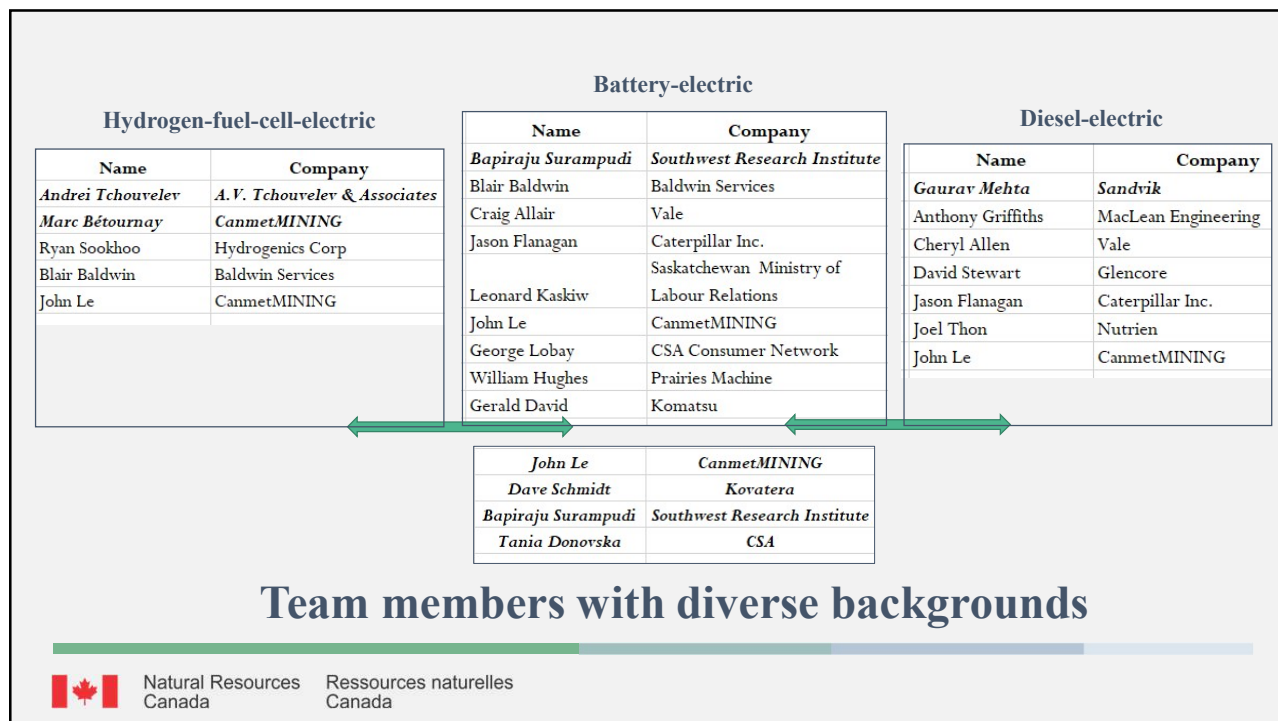 Battery-electric
Hydrogen-fuel-cell-electric
Diesel-electric
Name Company
Andrei Tchouvelev A.V. Tchouvelev & Associates
Marc Bétournay CanmetMINING
Ryan Sookhoo Hydrogenics Corp
Blair Baldwin Baldwin Services
John Le CanmetMINING
Name Company
Bapiraju Surampudi Southwest Research Institute
Blair Baldwin Baldwin Services
Craig Allair Vale
Jason Flanagan Caterpillar Inc.
Saskatchewan Ministry of
Leonard Kaskiw Labour Relations
John Le CanmetMINING
George Lobay CSA Consumer Network
William Hughes Prairies Machine
Gerald David Komatsu
Name Company
Gaurav Mehta Sandvik
Anthony Griffiths MacLean Engineering
Cheryl Allen Vale
David Stewart Glencore
Jason Flanagan Caterpillar Inc.
Joel Thon Nutrien
John Le CanmetMINING
John Le CanmetMINING
Dave Schmidt Kovatera
Bapiraju Surampudi Southwest Research Institute
Tania Donovska CSA
Team members with diverse backgrounds
Natural Resources Ressources naturelles
Canada Canada